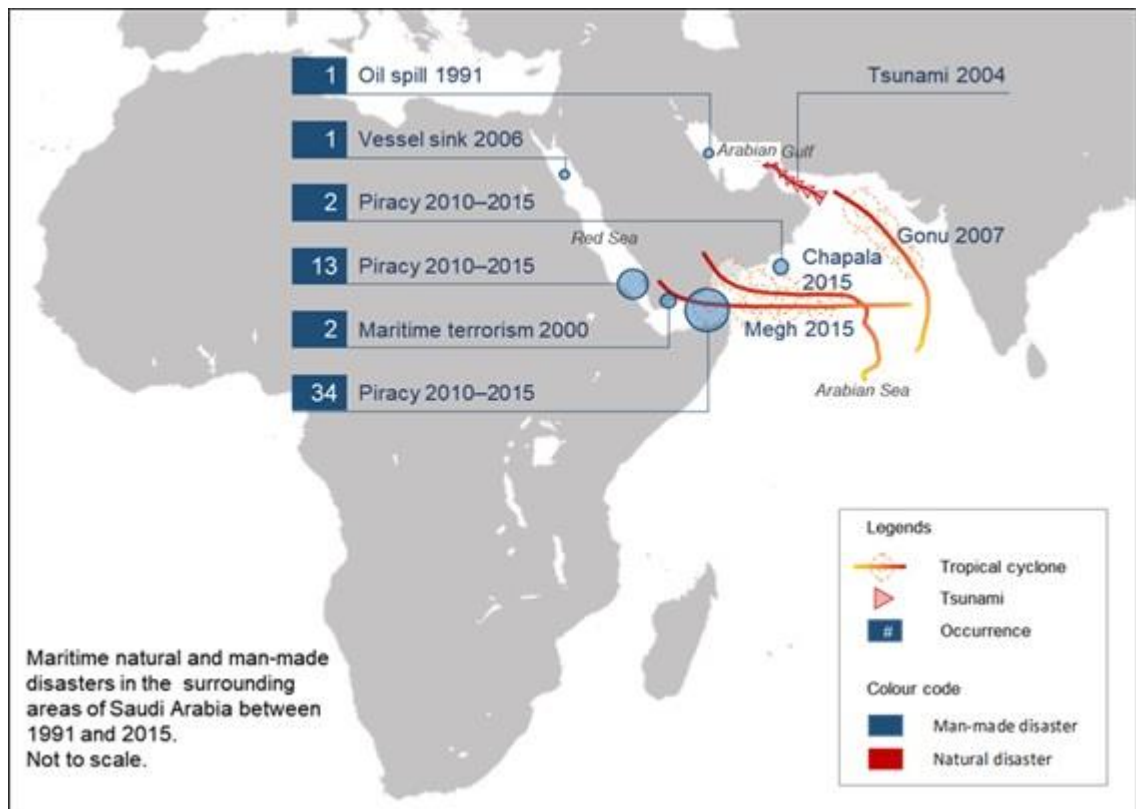 1 Oil spill 1991
Tsunami 2004
1 Vessel sink 2006
Arabian Gulf
2 Piracy 2010–2015
Red Sea
Gonu 2007
13 Piracy 2010–2015
Chapala
2015
2 Maritime terrorism 2000
Megh 2015
34 Piracy 2010–2015
Arabian Sea
Legends
Tropical cyclone
Tsunami
# Occurrence
Colour code
Man-made disaster
Natural disaster
Maritime natural and man-made
disasters in the surrounding
areas of Saudi Arabia between
1991 and 2015.
Not to scale.